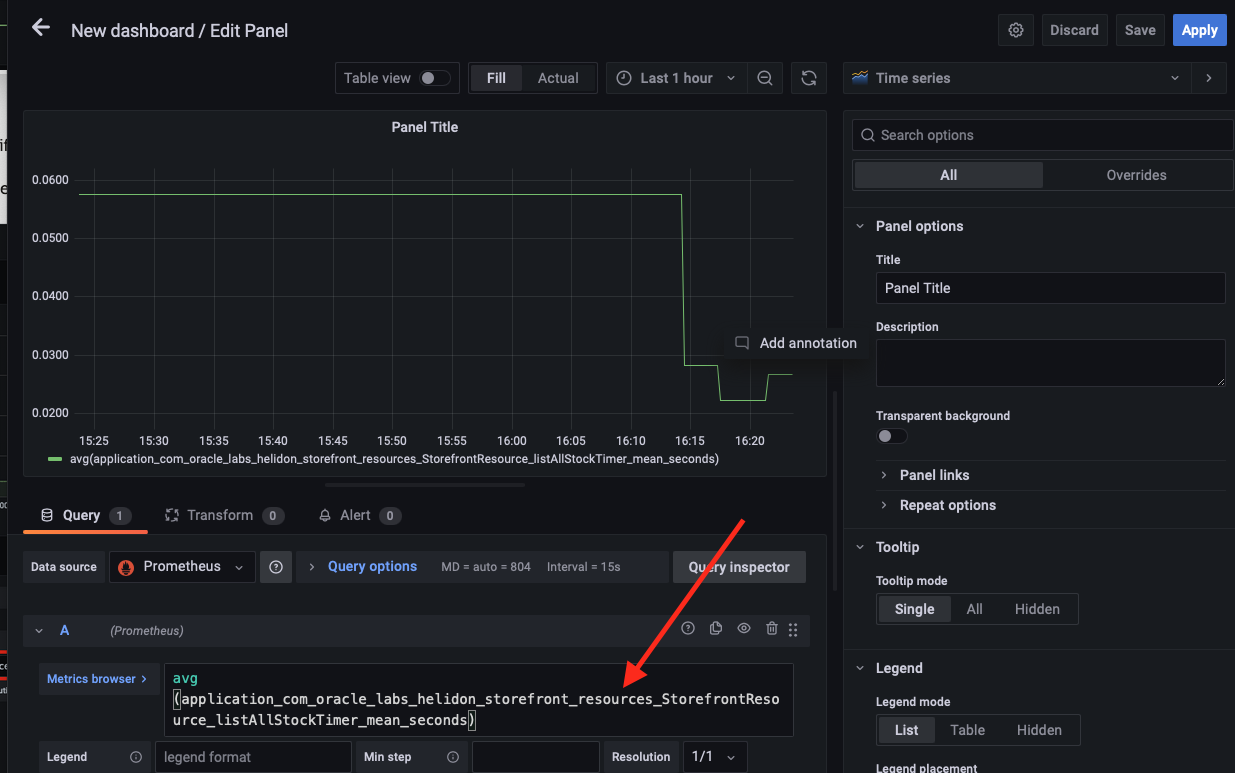 New dashboard / Edit Panel
Discard
Save
Apply
Table view
Fill
Actual
Last 1 hour
Time series
Panel Title
0.0600
0.0500
0.0400
0.0300
0.0200
15:25 15:30 15:35 15:40 15:45 15:50 15:55 16:00 16:05 16:10 16:15 16:20
avg(application_com_oracle_labs_helidon_storefront_resources_StorefrontResource_listAllStockTimer_mean_seconds)
Add annotation
Query 1
Transform 0
Alert 0
Data source
Prometheus
Query options
MD = auto = 804
Interval = 15s
Query inspector
A
(Prometheus)
Metrics browser >
avg
(application_com_oracle_labs_helidon_storefront_resources_StorefrontReso
urce_listAllStockTimer_mean_seconds)
Legend
legend format
Min step
Resolution
1/1
Search options
All
Overrides
Panel options
Title
Panel Title
Description
Transparent background
Panel links
Repeat options
Tooltip
Tooltip mode
Single
All
Hidden
Legend
Legend mode
List
Table
Hidden
Legend placement